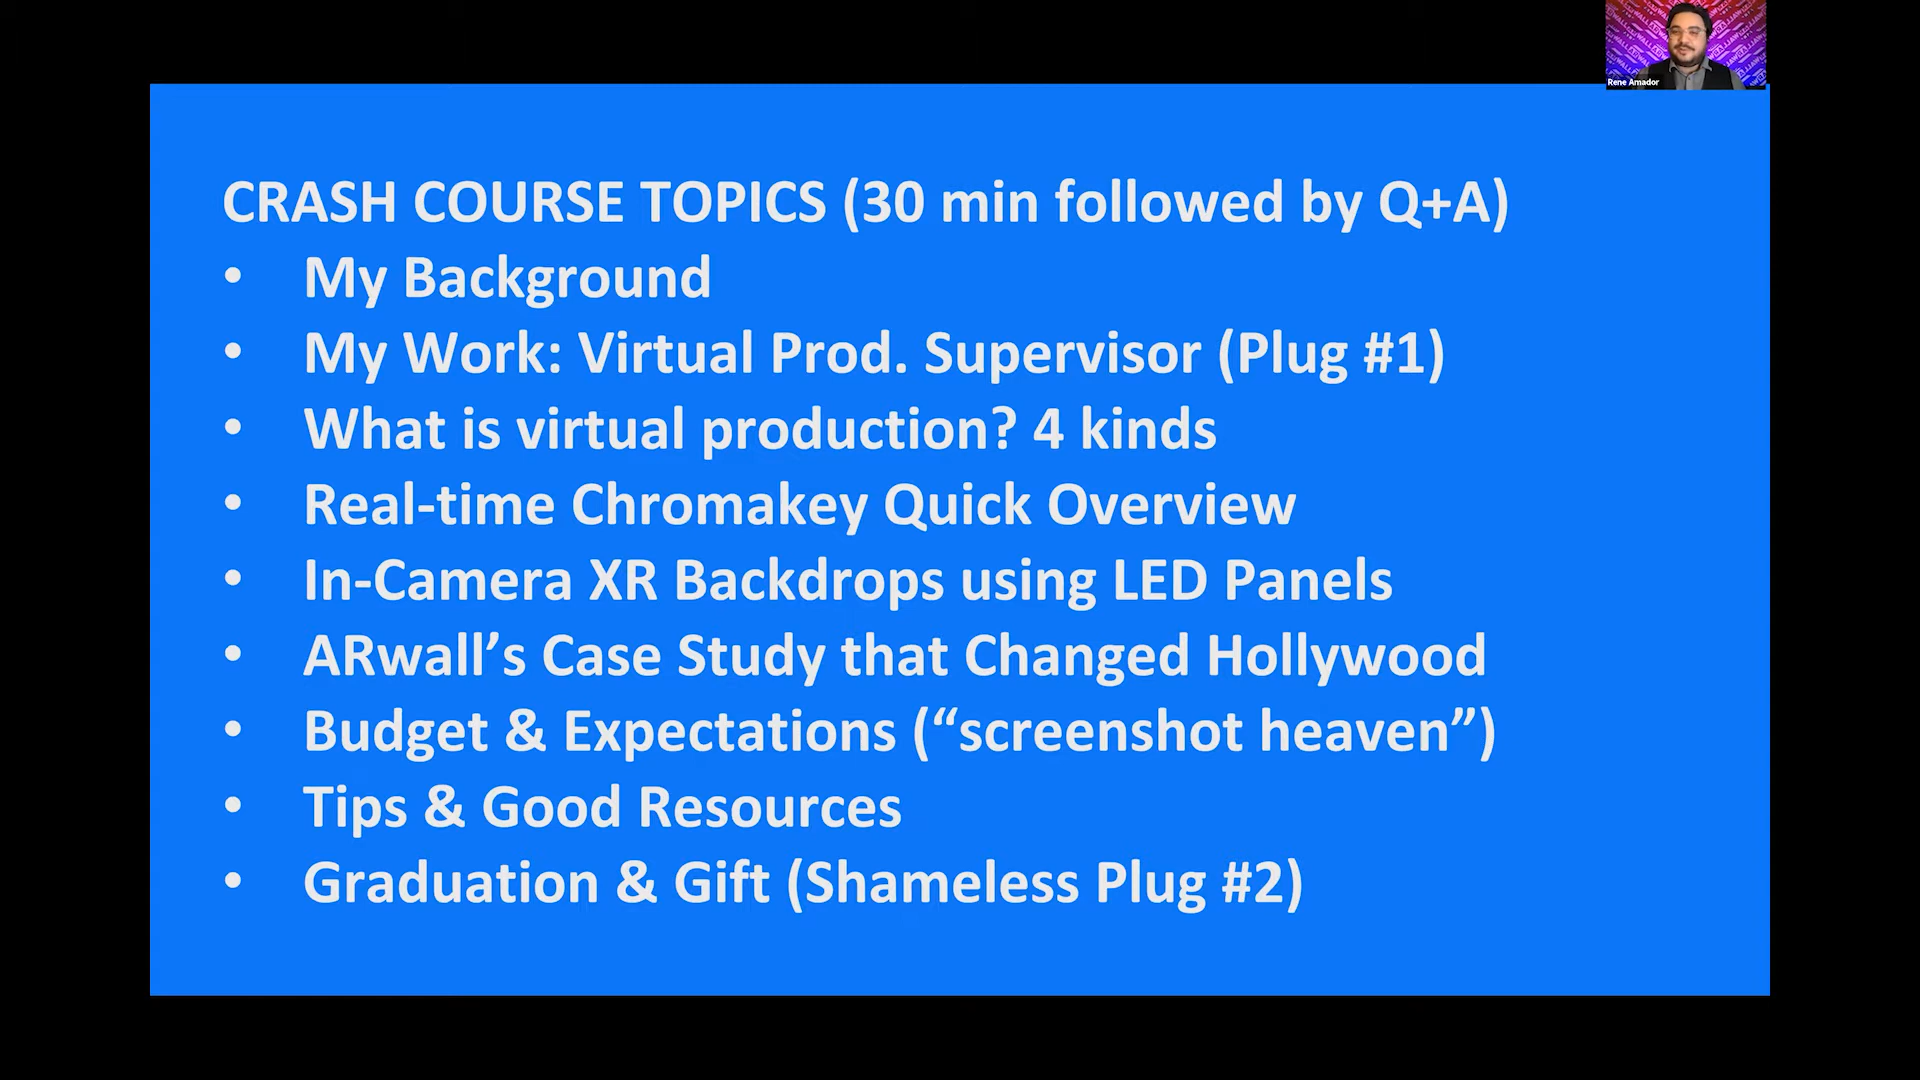 Rene Amador
CRASH COURSE TOPICS (30 min followed by Q+A)
• My Background
• My Work: Virtual Prod. Supervisor (Plug #1)
• What is virtual production? 4 kinds
• Real-time Chromakey Quick Overview
• In-Camera XR Backdrops using LED Panels
• ARwall’s Case Study that Changed Hollywood
• Budget & Expectations (“screenshot heaven”)
• Tips & Good Resources
• Graduation & Gift (Shameless Plug #2)